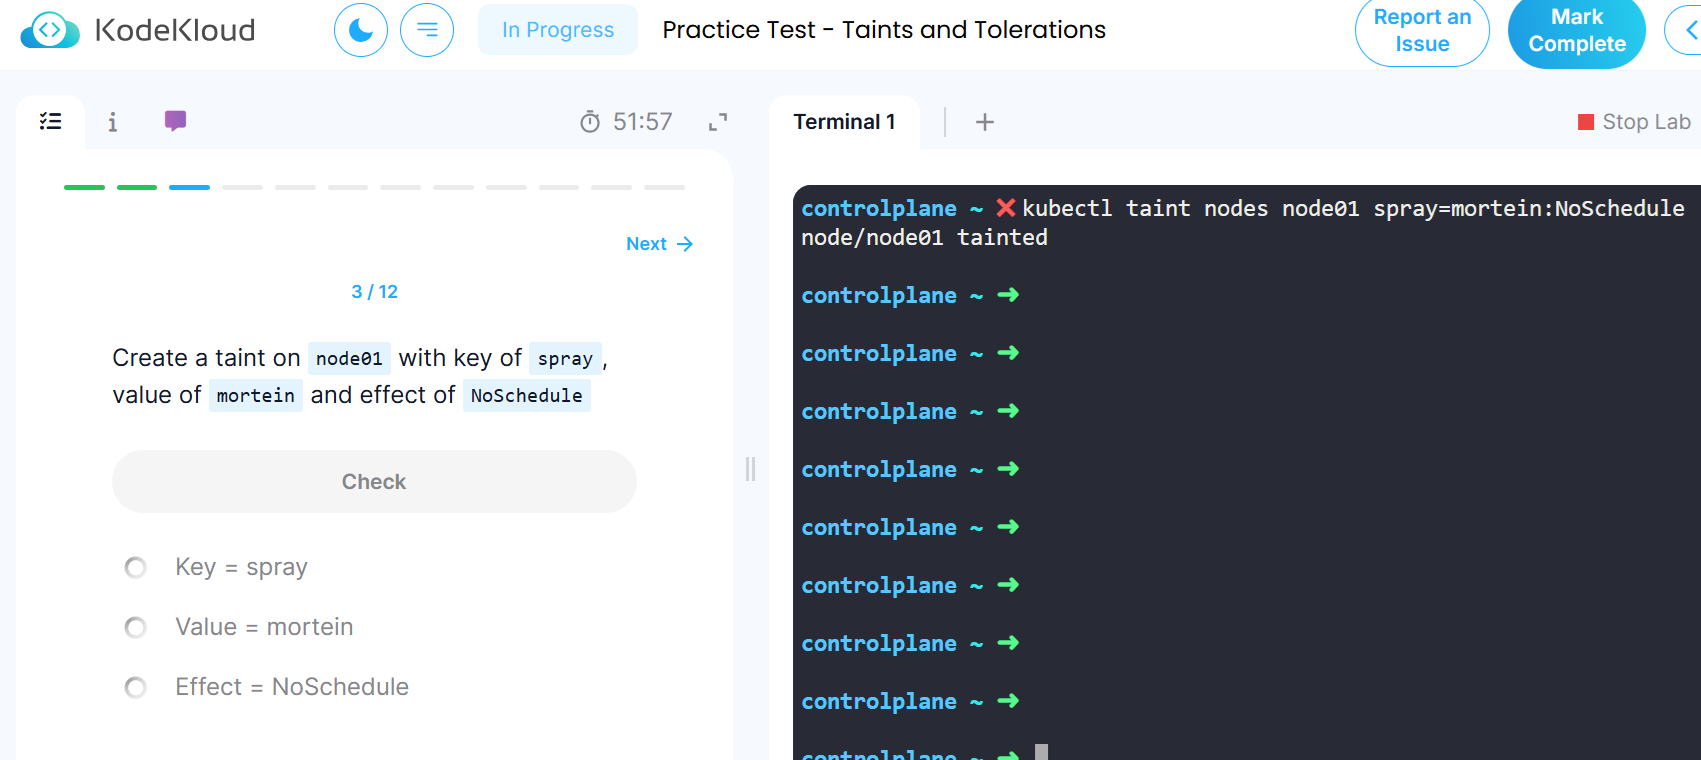 KodeKloud
In Progress
Practice Test - Taints and Tolerations
Report an
Issue
Mark
Complete
51:57
Next →
3 / 12
Create a taint on node01 with key of spray,
value of mortein and effect of NoSchedule
Check
Key = spray
Value = mortein
Effect = NoSchedule
Terminal 1
+
Stop Lab
controlplane ~ ✖ kubectl taint nodes node01 spray=mortein:NoSchedule
node/node01 tainted
controlplane ~ ➜
controlplane ~ ➜
controlplane ~ ➜
controlplane ~ ➜
controlplane ~ ➜
controlplane ~ ➜
controlplane ~ ➜
controlplane ~ ➜
controlplane ~ ➜